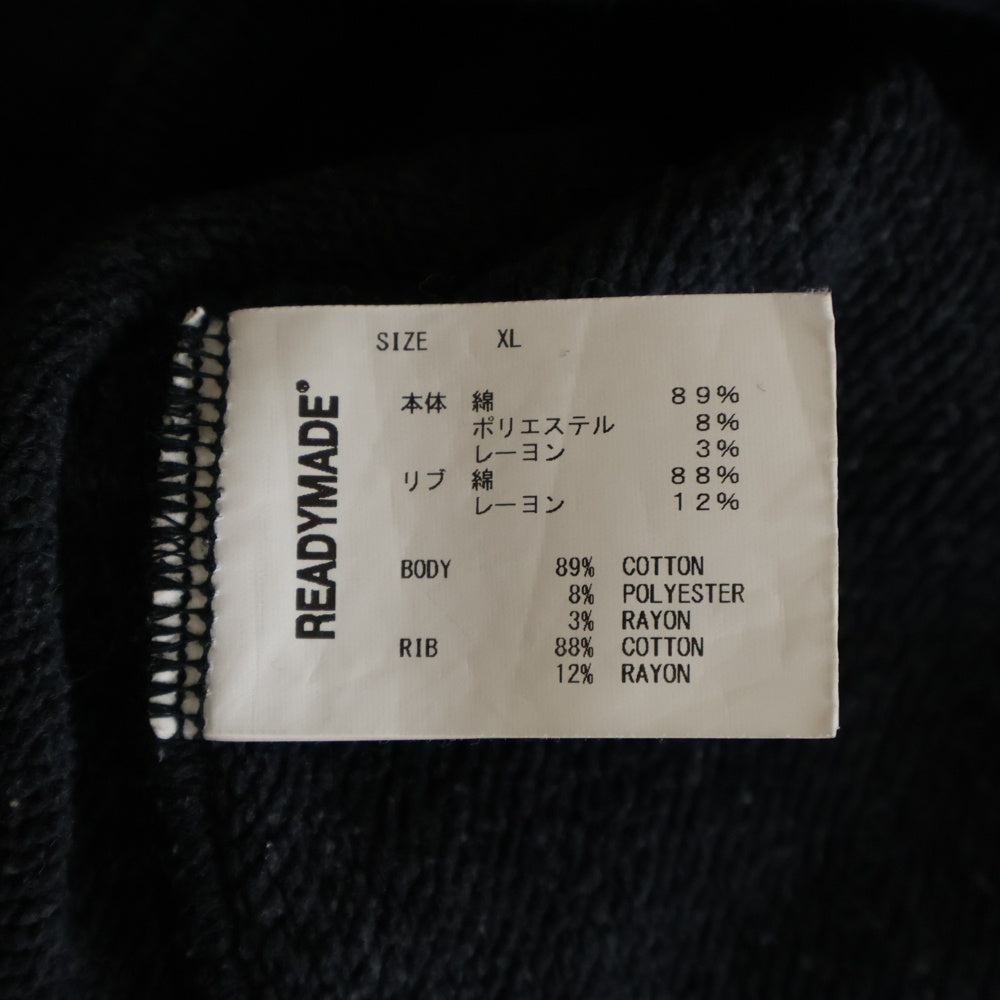 READYMADE®
SIZE XL
本体 綿 89%
ポリエステル 8%
レーヨン 3%
リブ 綿 88%
レーヨン 12%
BODY 89% COTTON
8% POLYESTER
3% RAYON
RIB 88% COTTON
12% RAYON